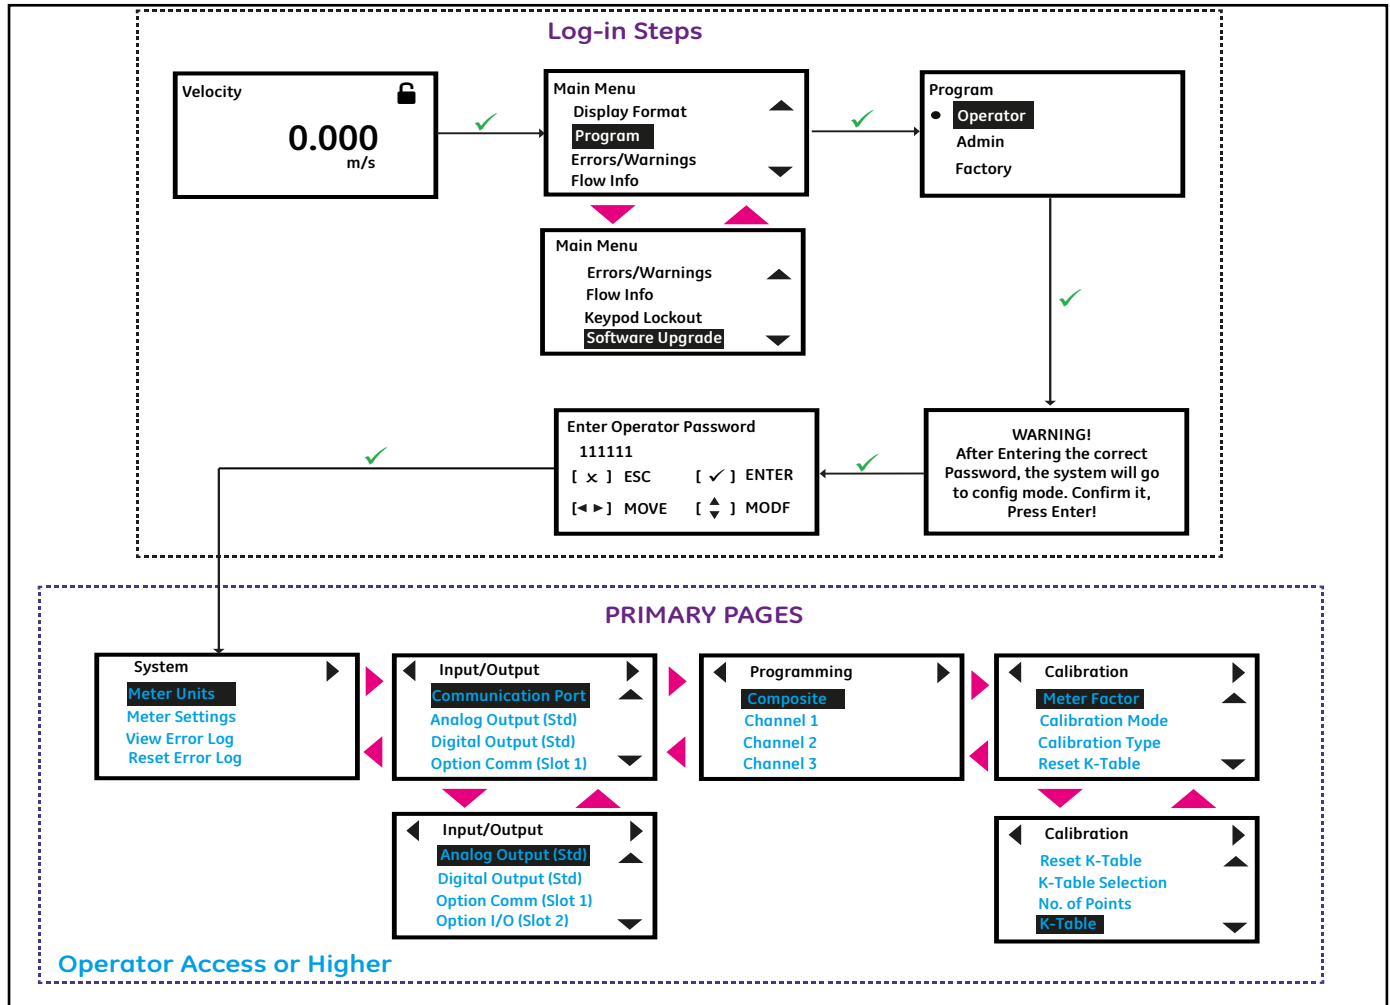 Log-in Steps
Velocity
0.000
m/s
Main Menu
Display Format
Program
Errors/Warnings
Flow Info
Program
Operator
Admin
Factory
Main Menu
Errors/Warnings
Flow Info
Keypod Lockout
Software Upgrade
Enter Operator Password
111111
[ × ] ESC [ ✓ ] ENTER
[◄ ►] MOVE [ ▲▼ ] MODF
WARNING!
After Entering the correct
Password, the system will go
to config mode. Confirm it,
Press Enter!
PRIMARY PAGES
System
Meter Units
Meter Settings
View Error Log
Reset Error Log
Input/Output
Communication Port
Analog Output (Std)
Digital Output (Std)
Option Comm (Slot 1)
Programming
Composite
Channel 1
Channel 2
Channel 3
Calibration
Meter Factor
Calibration Mode
Calibration Type
Reset K-Table
Input/Output
Analog Output (Std)
Digital Output (Std)
Option Comm (Slot 1)
Option I/O (Slot 2)
Calibration
Reset K-Table
K-Table Selection
No. of Points
K-Table
Operator Access or Higher